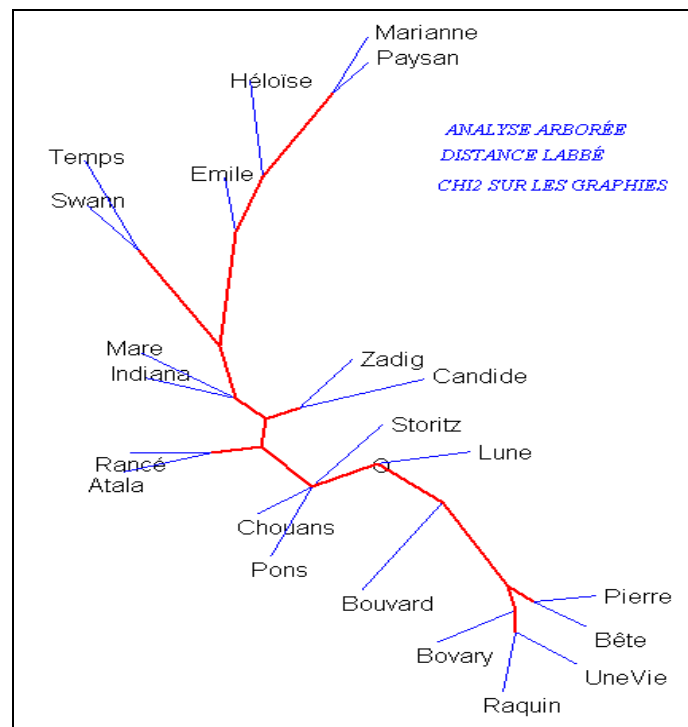 Marianne
Paysan
Héloïse
ANALYSE ARBORÉE
DISTANCE LABBÉ
CHI2 SUR LES GRAPHIES
Temps
Emile
Swann
Mare
Indiana
Zadig
Candide
Storitz
Lune
Rancé
Atala
Chouans
Pons
Bouvard
Pierre
Bête
Bovary
UneVie
Raquin